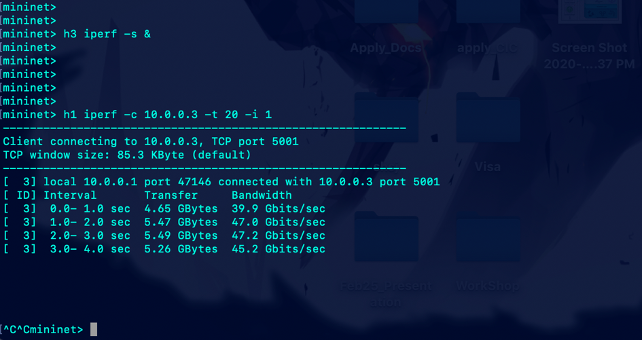 [mininet>
[mininet>
[mininet> h3 iperf -s &
[mininet>
[mininet>
[mininet>
[mininet>
[mininet>
[mininet> h1 iperf -c 10.0.0.3 -t 20 -i 1
------------------------------------------------------------
Client connecting to 10.0.0.3, TCP port 5001
TCP window size: 85.3 KByte (default)
------------------------------------------------------------
[  3] local 10.0.0.1 port 47146 connected with 10.0.0.3 port 5001
[ ID] Interval       Transfer     Bandwidth
[  3]  0.0- 1.0 sec  4.65 GBytes  39.9 Gbits/sec
[  3]  1.0- 2.0 sec  5.47 GBytes  47.0 Gbits/sec
[  3]  2.0- 3.0 sec  5.49 GBytes  47.2 Gbits/sec
[  3]  3.0- 4.0 sec  5.26 GBytes  45.2 Gbits/sec
[^C^Cmininet>
Apply_Docs
Screen Shot
2020-....37 PM
Visa
WorkShop